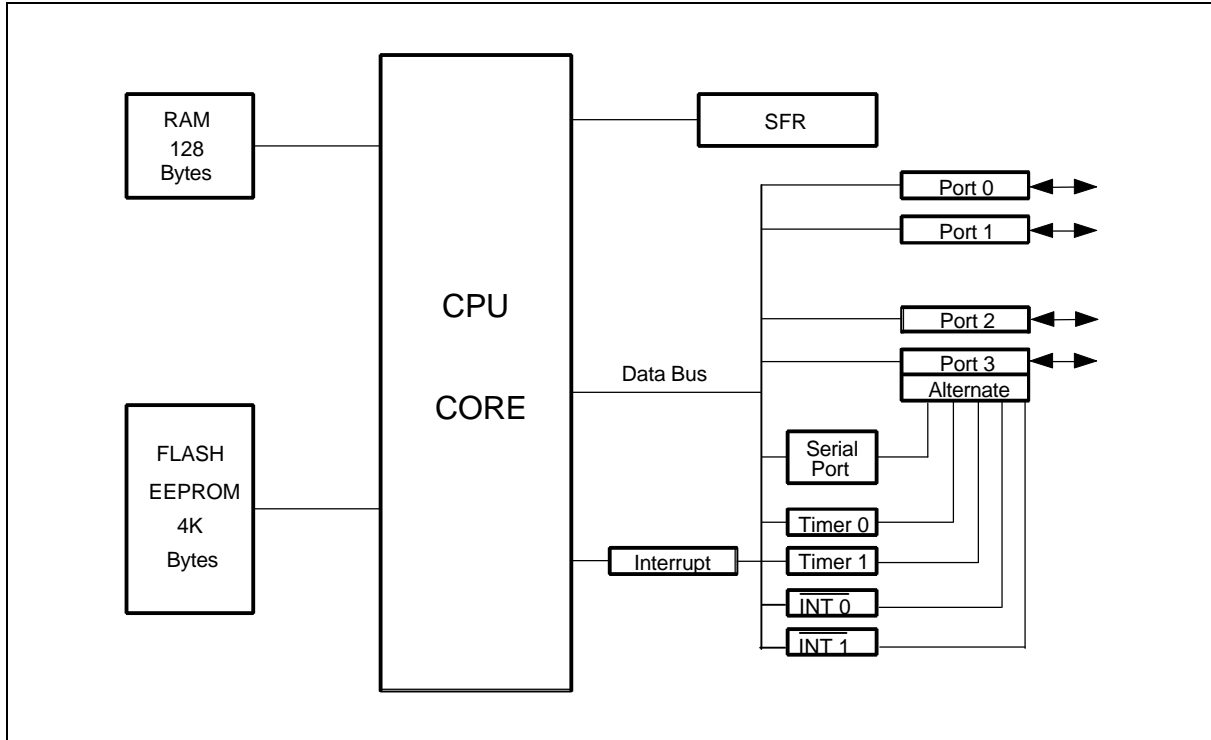 RAM
128
Bytes
SFR
Port 0
Port 1
CPU
CORE
Port 2
Port 3
Alternate
Data Bus
FLASH
EEPROM
4K
Bytes
Serial
Port
Timer 0
Interrupt
Timer 1
INT 0
INT 1